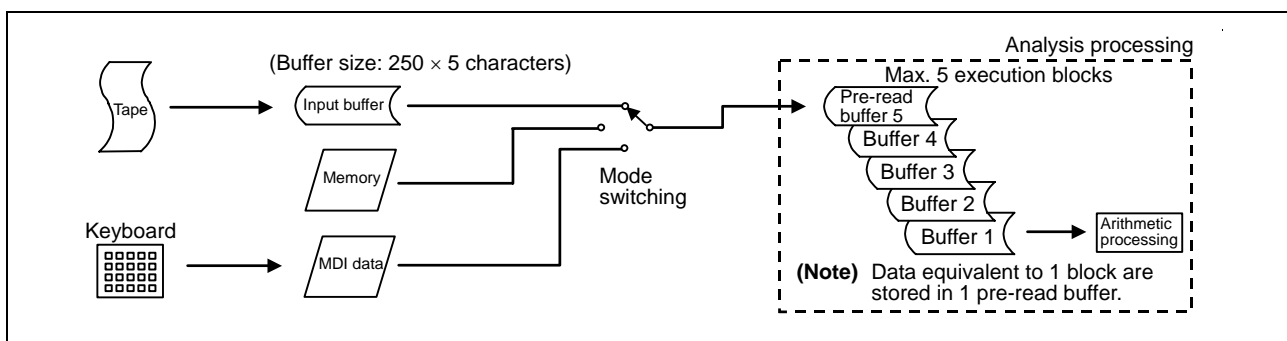 Analysis processing
(Buffer size: 250 × 5 characters)
Max. 5 execution blocks
Tape
Input buffer
Pre-read
buffer 5
Buffer 4
Memory
Mode
switching
Buffer 3
Buffer 2
Keyboard
Buffer 1
Arithmetic
processing
MDI data
(Note) Data equivalent to 1 block are
stored in 1 pre-read buffer.